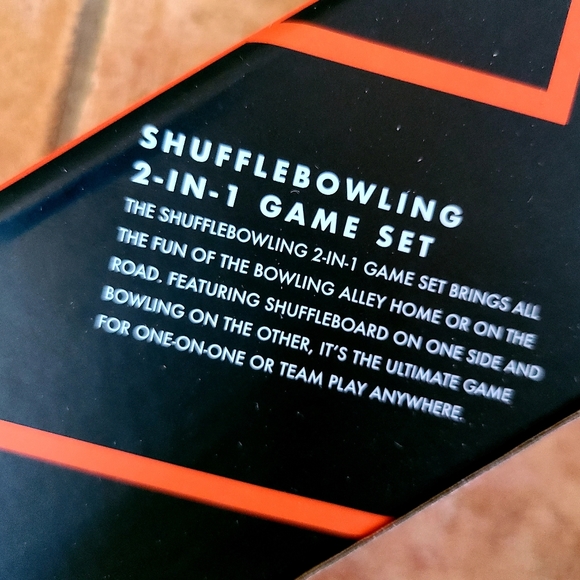 SHUFFLEBOWLING
2-IN-1 GAME SET
THE SHUFFLEBOWLING 2-IN-1 GAME SET BRINGS ALL
THE FUN OF THE BOWLING ALLEY HOME OR ON THE
ROAD. FEATURING SHUFFLEBOARD ON ONE SIDE AND
BOWLING ON THE OTHER, IT'S THE ULTIMATE GAME
FOR ONE-ON-ONE OR TEAM PLAY ANYWHERE.